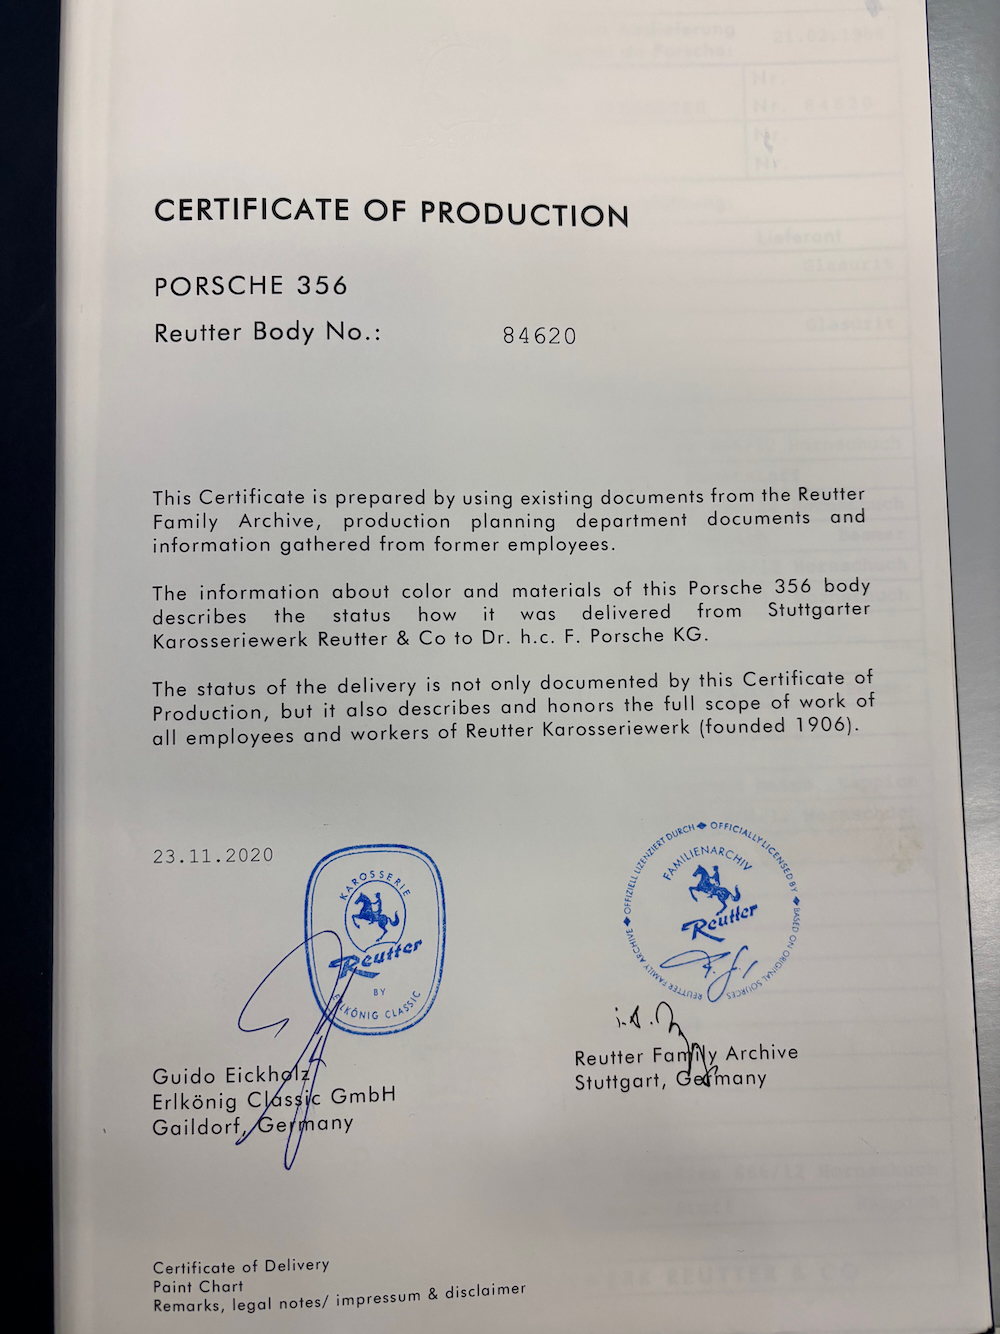 CERTIFICATE OF PRODUCTION
PORSCHE 356
Reutter Body No.: 84620
This Certificate is prepared by using existing documents from the Reutter
Family Archive, production planning department documents and
information gathered from former employees.
The information about color and materials of this Porsche 356 body
describes the status how it was delivered from Stuttgarter
Karosseriewerk Reutter & Co to Dr. h.c. F. Porsche KG.
The status of the delivery is not only documented by this Certificate of
Production, but it also describes and honors the full scope of work of
all employees and workers of Reutter Karosseriewerk (founded 1906).
23.11.2020
KAROSSERIE
Reutter
BY
ERLKÖNIG CLASSIC
OFFIZIELL LIZENZIERT DURCH ◆ OFFICIALLY LICENSED BY ◆ BASED ON ORIGINAL SOURCES
REUTTER FAMILY ARCHIVE ◆
FAMILIENARCHIV
Reutter
i.A.
Guido Eickholz
Erlkönig Classic GmbH
Gaildorf, Germany
Reutter Family Archive
Stuttgart, Germany
Certificate of Delivery
Paint Chart
Remarks, legal notes/ impressum & disclaimer